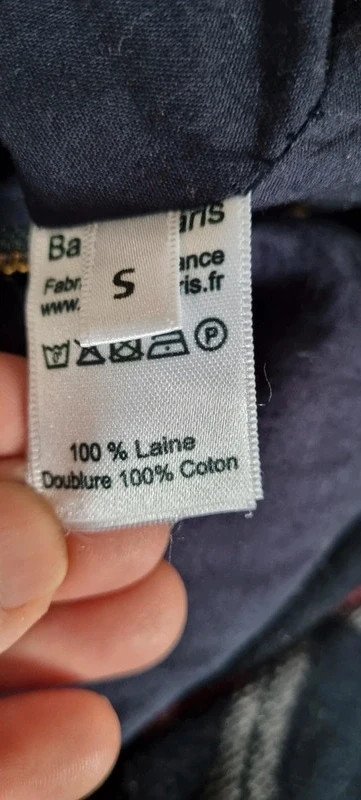 Ba
aris
S
Fabr
ance
www.
ris.fr
P
100 % Laine
Doublure 100% Coton